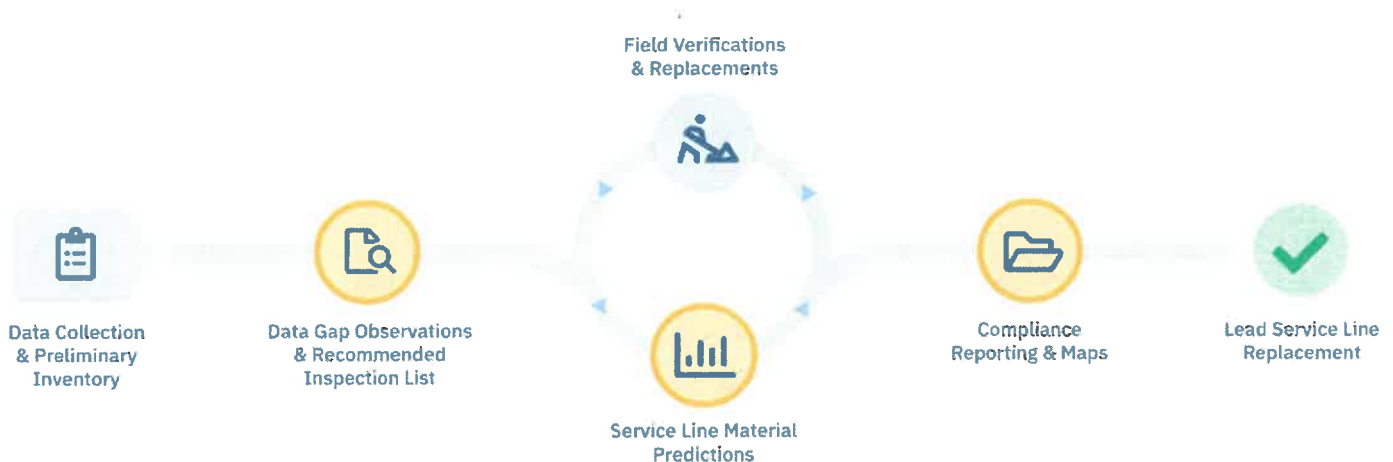 Field Verifications
& Replacements
Data Collection
& Preliminary
Inventory
Data Gap Observations
& Recommended
Inspection List
Service Line Material
Predictions
Compliance
Reporting & Maps
Lead Service Line
Replacement